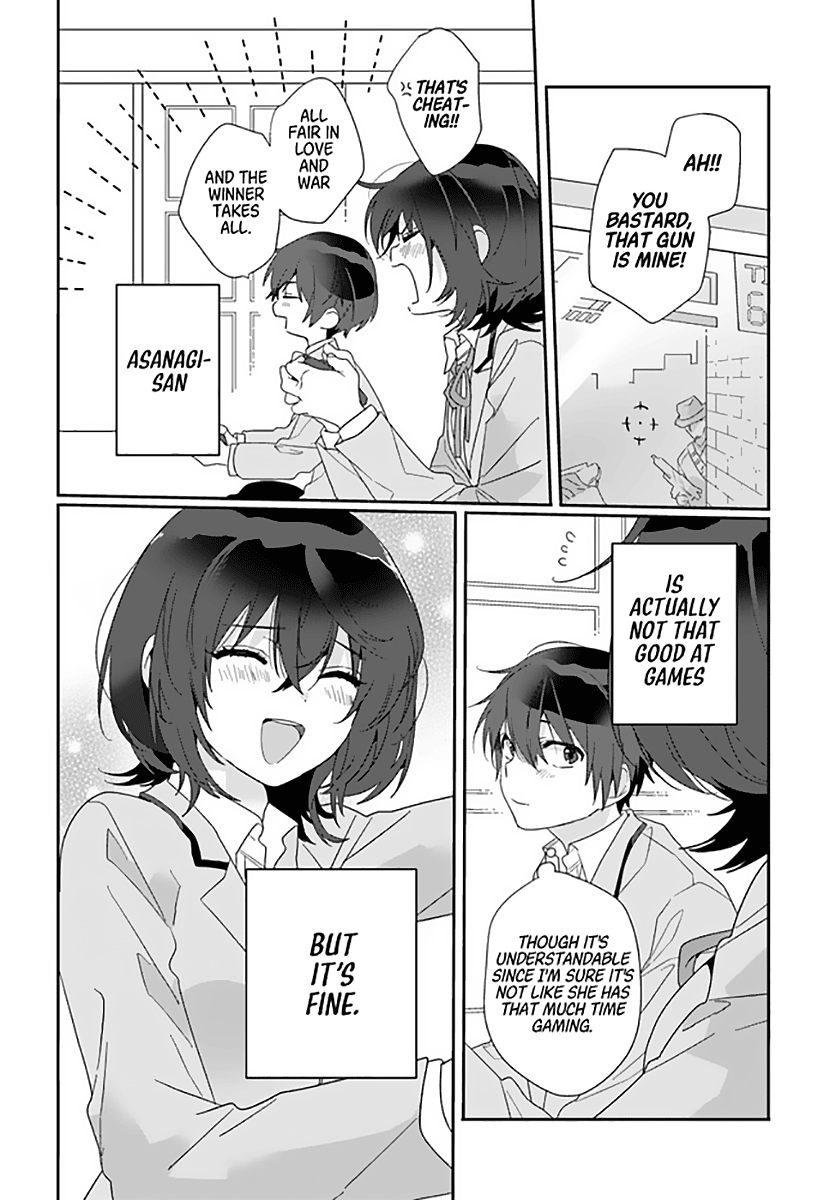 AH!!
YOU
BASTARD,
THAT GUN
IS MINE!
THAT'S
CHEAT-
ING!!
ALL
FAIR IN
LOVE
AND
WAR
AND THE
WINNER
TAKES
ALL.
ASANAGI-
SAN
IS
ACTUALLY
NOT THAT
GOOD AT
GAMES
THOUGH IT'S
UNDERSTANDABLE
SINCE I'M SURE IT'S
NOT LIKE SHE HAS
THAT MUCH TIME
GAMING.
BUT
IT'S
FINE.